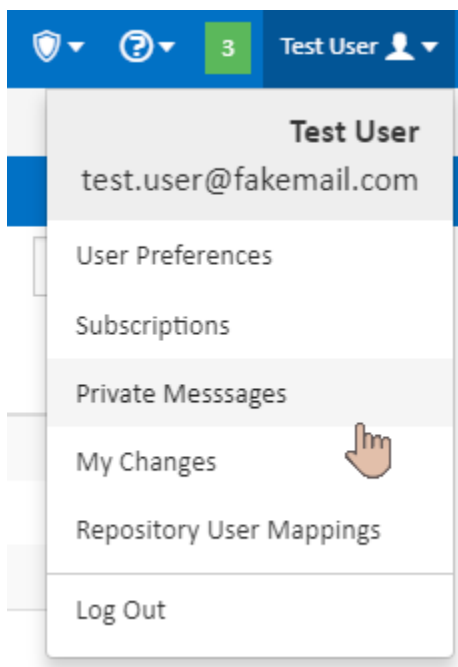 3 Test User
Test User
test.user@fakemail.com
User Preferences
Subscriptions
Private Messsages
My Changes
Repository User Mappings
Log Out